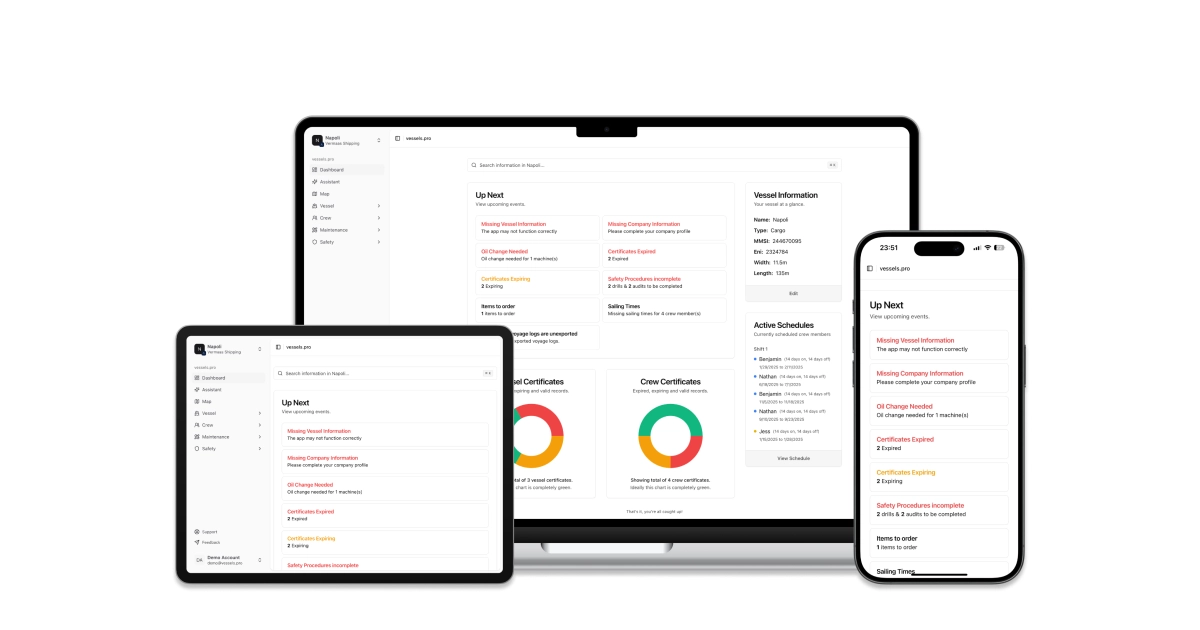 Napoli
Vermaas Shipping
vessels.pro
Dashboard
Assistant
Map
Vessel
Crew
Maintenance
Safety
vessels.pro
Search information in Napoli...
Up Next
View upcoming events.
Missing Vessel Information
The app may not function correctly
Missing Company Information
Please complete your company profile
Oil Change Needed
Oil change needed for 1 machine(s)
Certificates Expired
2 Expired
Certificates Expiring
2 Expiring
Safety Procedures incomplete
2 drills & 2 audits to be completed
Items to order
1 items to order
Sailing Times
Missing sailing times for 4 crew member(s)
voyage logs are unexported
exported voyage logs.
Vessel Information
Your vessel at a glance.
Name: Napoli
Type: Cargo
MMSI: 244670095
Eni: 2324784
Width: 11.5m
Length: 135m
Edit
Active Schedules
Currently scheduled crew members
Shift 1
Benjamin (14 days on, 14 days off)
Nathan (14 days on, 14 days off)
Benjamin (14 days on, 14 days off)
Nathan (14 days on, 14 days off)
Jess (14 days on, 14 days off)
View Schedule
sel Certificates
xpiring and valid records.
tal of 3 vessel certificates.
chart is completely green.
Crew Certificates
Expired, expiring and valid records.
Showing total of 4 crew certificates.
Ideally this chart is completely green.
That's it, you're all caught up!
Napoli
Vermaas Shipping
vessels.pro
Dashboard
Assistant
Map
Vessel
Crew
Maintenance
Safety
Support
Feedback
DA
Demo Account
demo@vessels.pro
vessels.pro
Search information in Napoli...
Up Next
View upcoming events.
Missing Vessel Information
The app may not function correctly
Missing Company Information
Please complete your company profile
Oil Change Needed
Oil change needed for 1 machine(s)
Certificates Expired
2 Expired
Certificates Expiring
2 Expiring
Safety Procedures incomplete
23:51
vessels.pro
Up Next
View upcoming events.
Missing Vessel Information
The app may not function correctly
Missing Company Information
Please complete your company profile
Oil Change Needed
Oil change needed for 1 machine(s)
Certificates Expired
2 Expired
Certificates Expiring
2 Expiring
Safety Procedures incomplete
2 drills & 2 audits to be completed
Items to order
1 items to order
Sailing Times